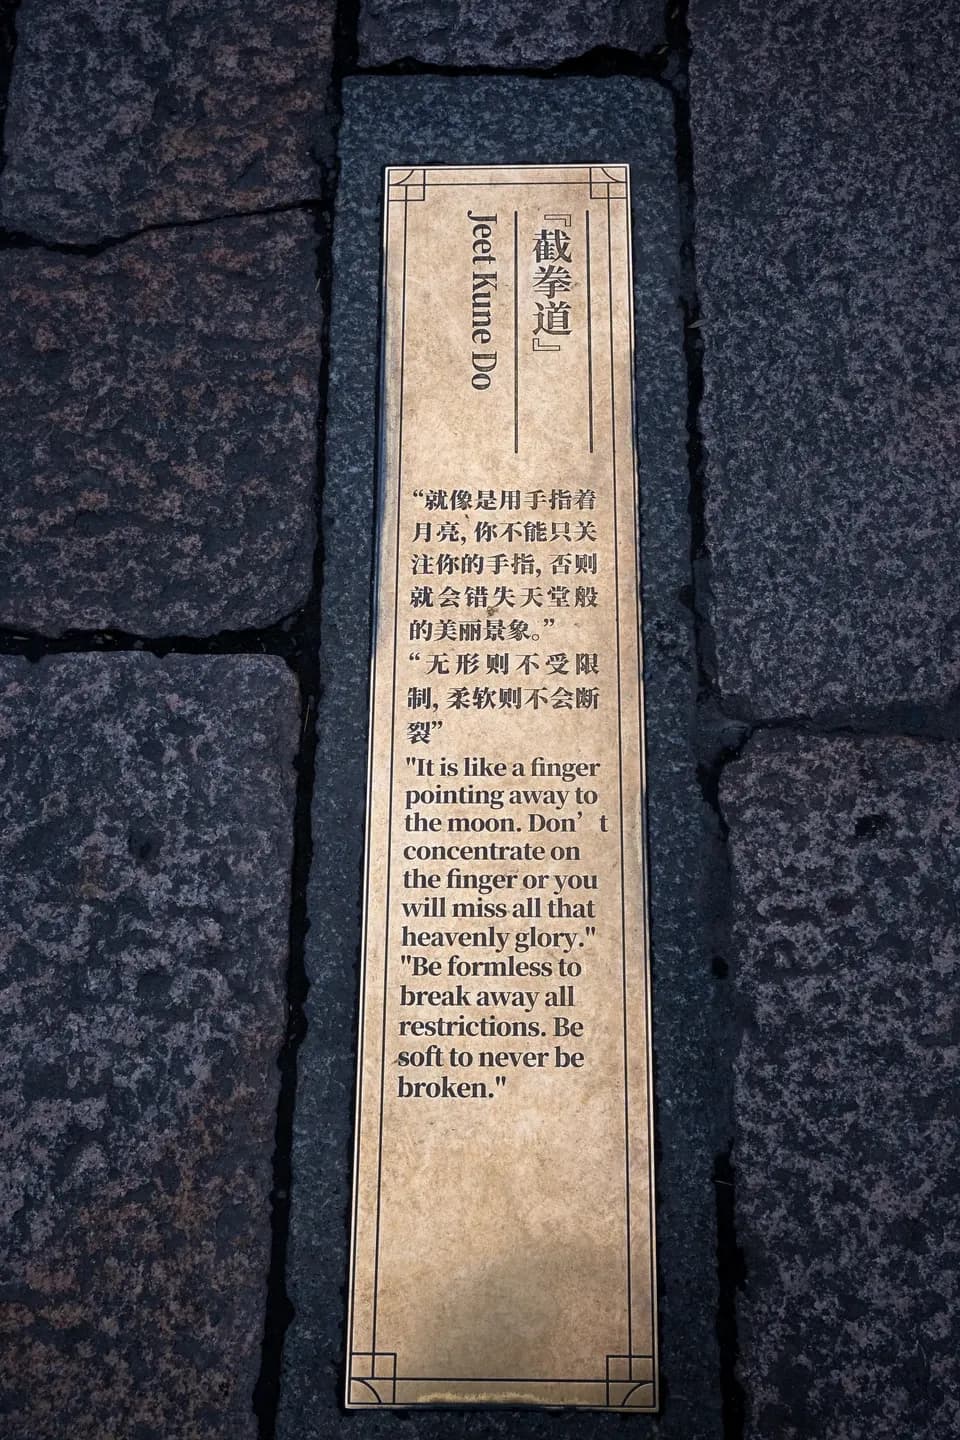 『截拳道』
Jeet Kune Do
“就像是用手指着
月亮, 你不能只关
注你的手指, 否则
就会错失天堂般
的美丽景象。”
“无形则不受限
制, 柔软则不会断
裂”
"It is like a finger
pointing away to
the moon. Don’ t
concentrate on
the finger or you
will miss all that
heavenly glory."
"Be formless to
break away all
restrictions. Be
soft to never be
broken."